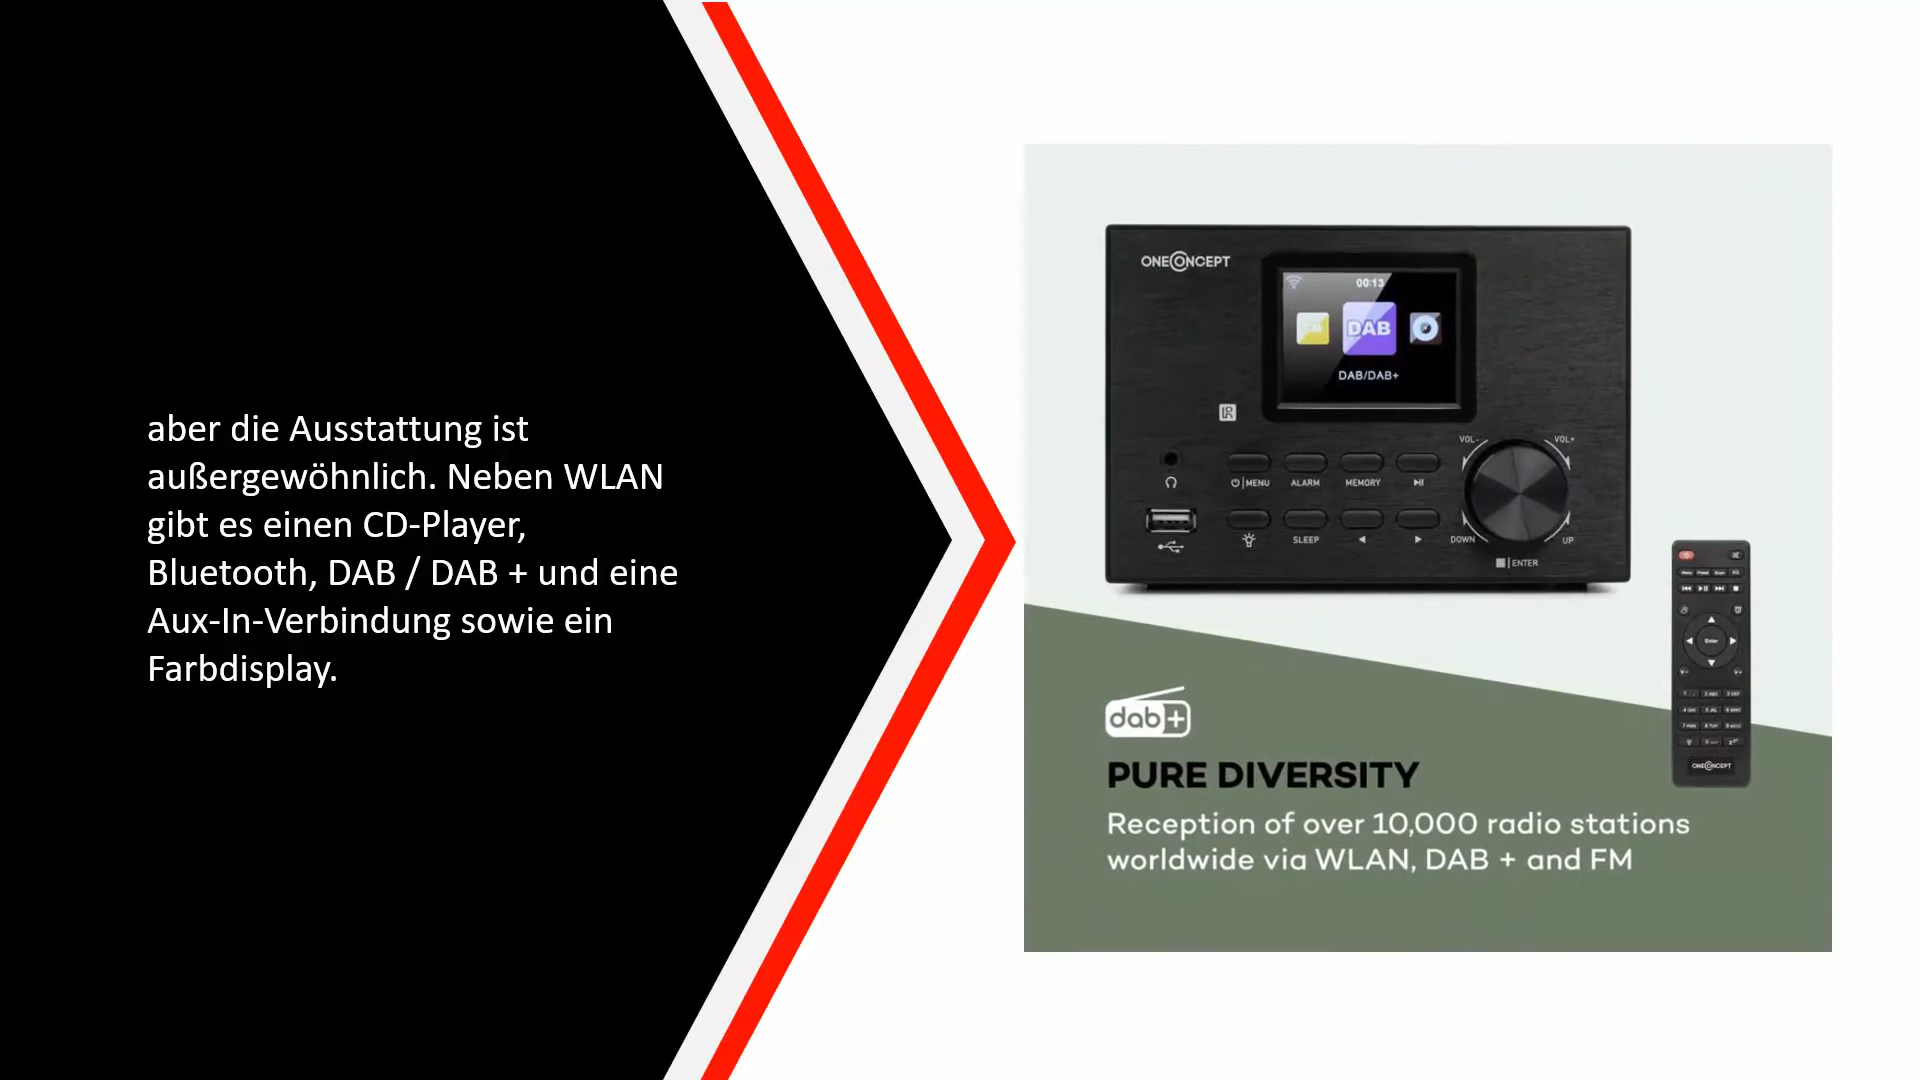 aber die Ausstattung ist
außergewöhnlich. Neben WLAN
gibt es einen CD-Player,
Bluetooth, DAB / DAB + und eine
Aux-In-Verbindung sowie ein
Farbdisplay.
ONECONCEPT
00:13
DAB
DAB/DAB+
VOL- VOL+
MENU ALARM MEMORY
SLEEP
DOWN UP
ENTER
Enter
ONECONCEPT
dab+
PURE DIVERSITY
Reception of over 10,000 radio stations
worldwide via WLAN, DAB + and FM